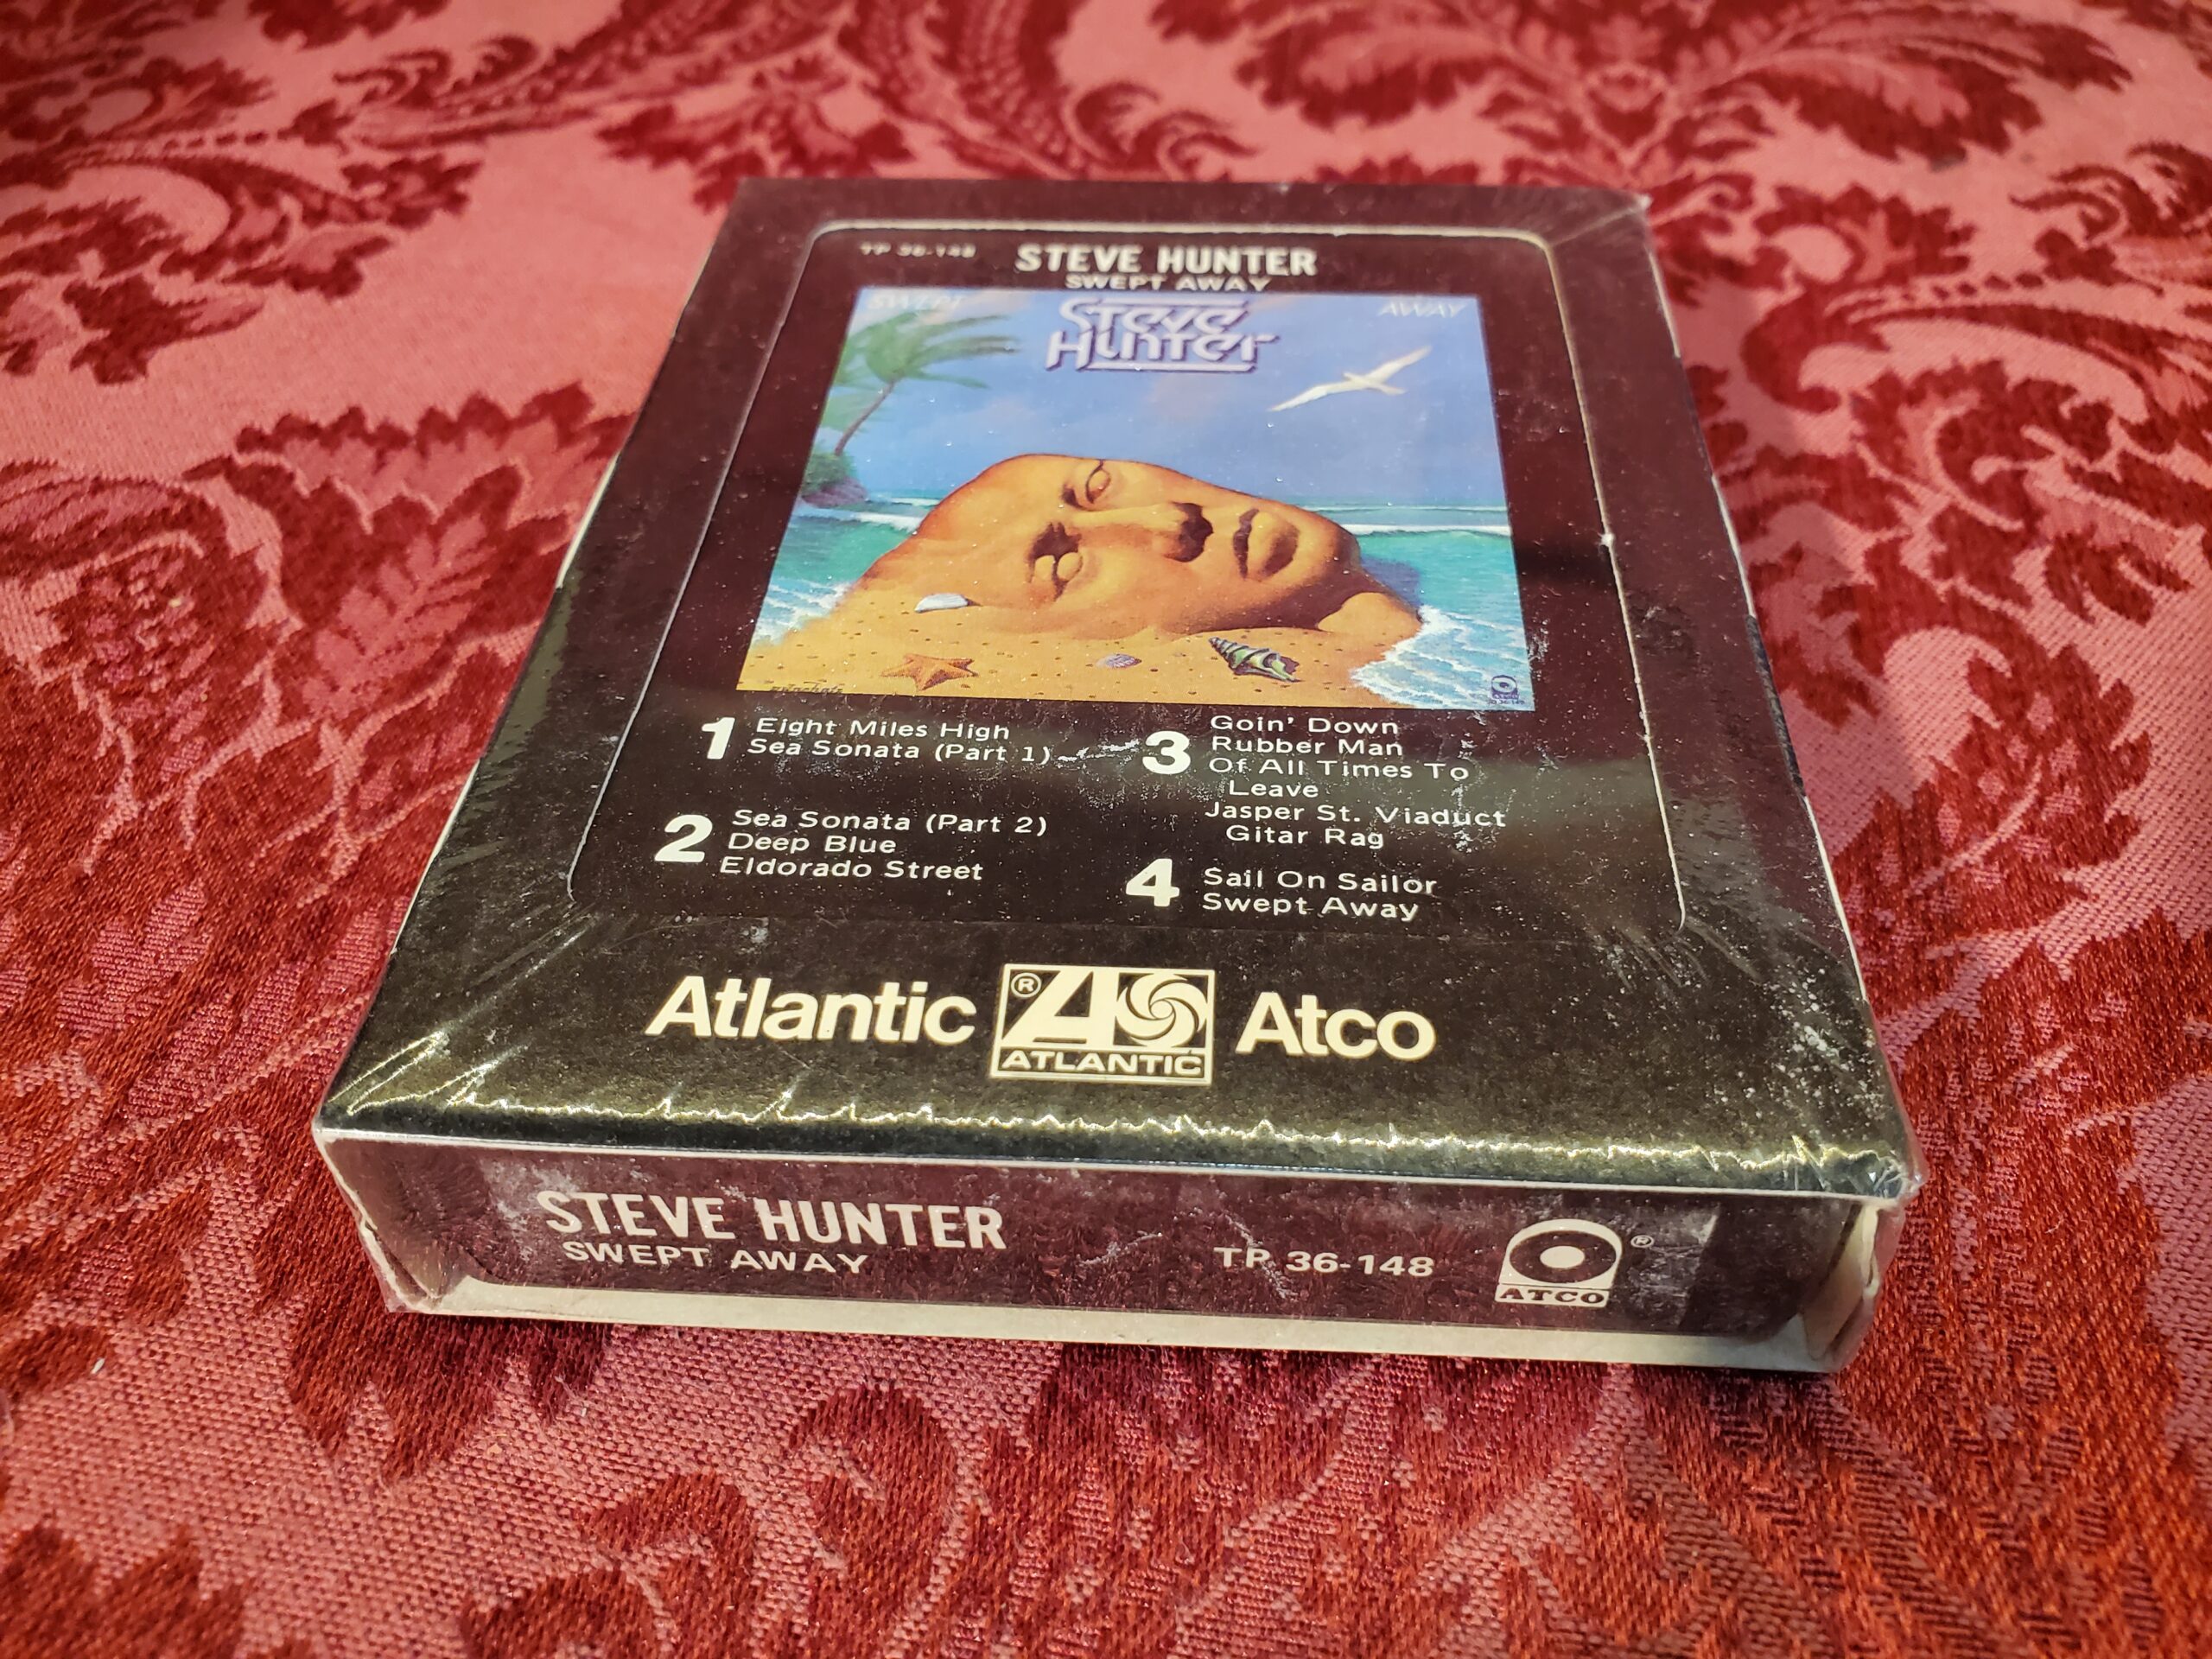 TP 36-148
STEVE HUNTER
SWEPT AWAY
SWEPT
AWAY
Steve
Hunter
1
Eight Miles High
Sea Sonata (Part 1)
2
Sea Sonata (Part 2)
Deep Blue
Eldorado Street
3
Goin' Down
Rubber Man
Of All Times To
Leave
Jasper St. Viaduct
Gitar Rag
4
Sail On Sailor
Swept Away
Atlantic
®
ATLANTIC
Atco
STEVE HUNTER
SWEPT AWAY
TP 36-148
ATCO
®